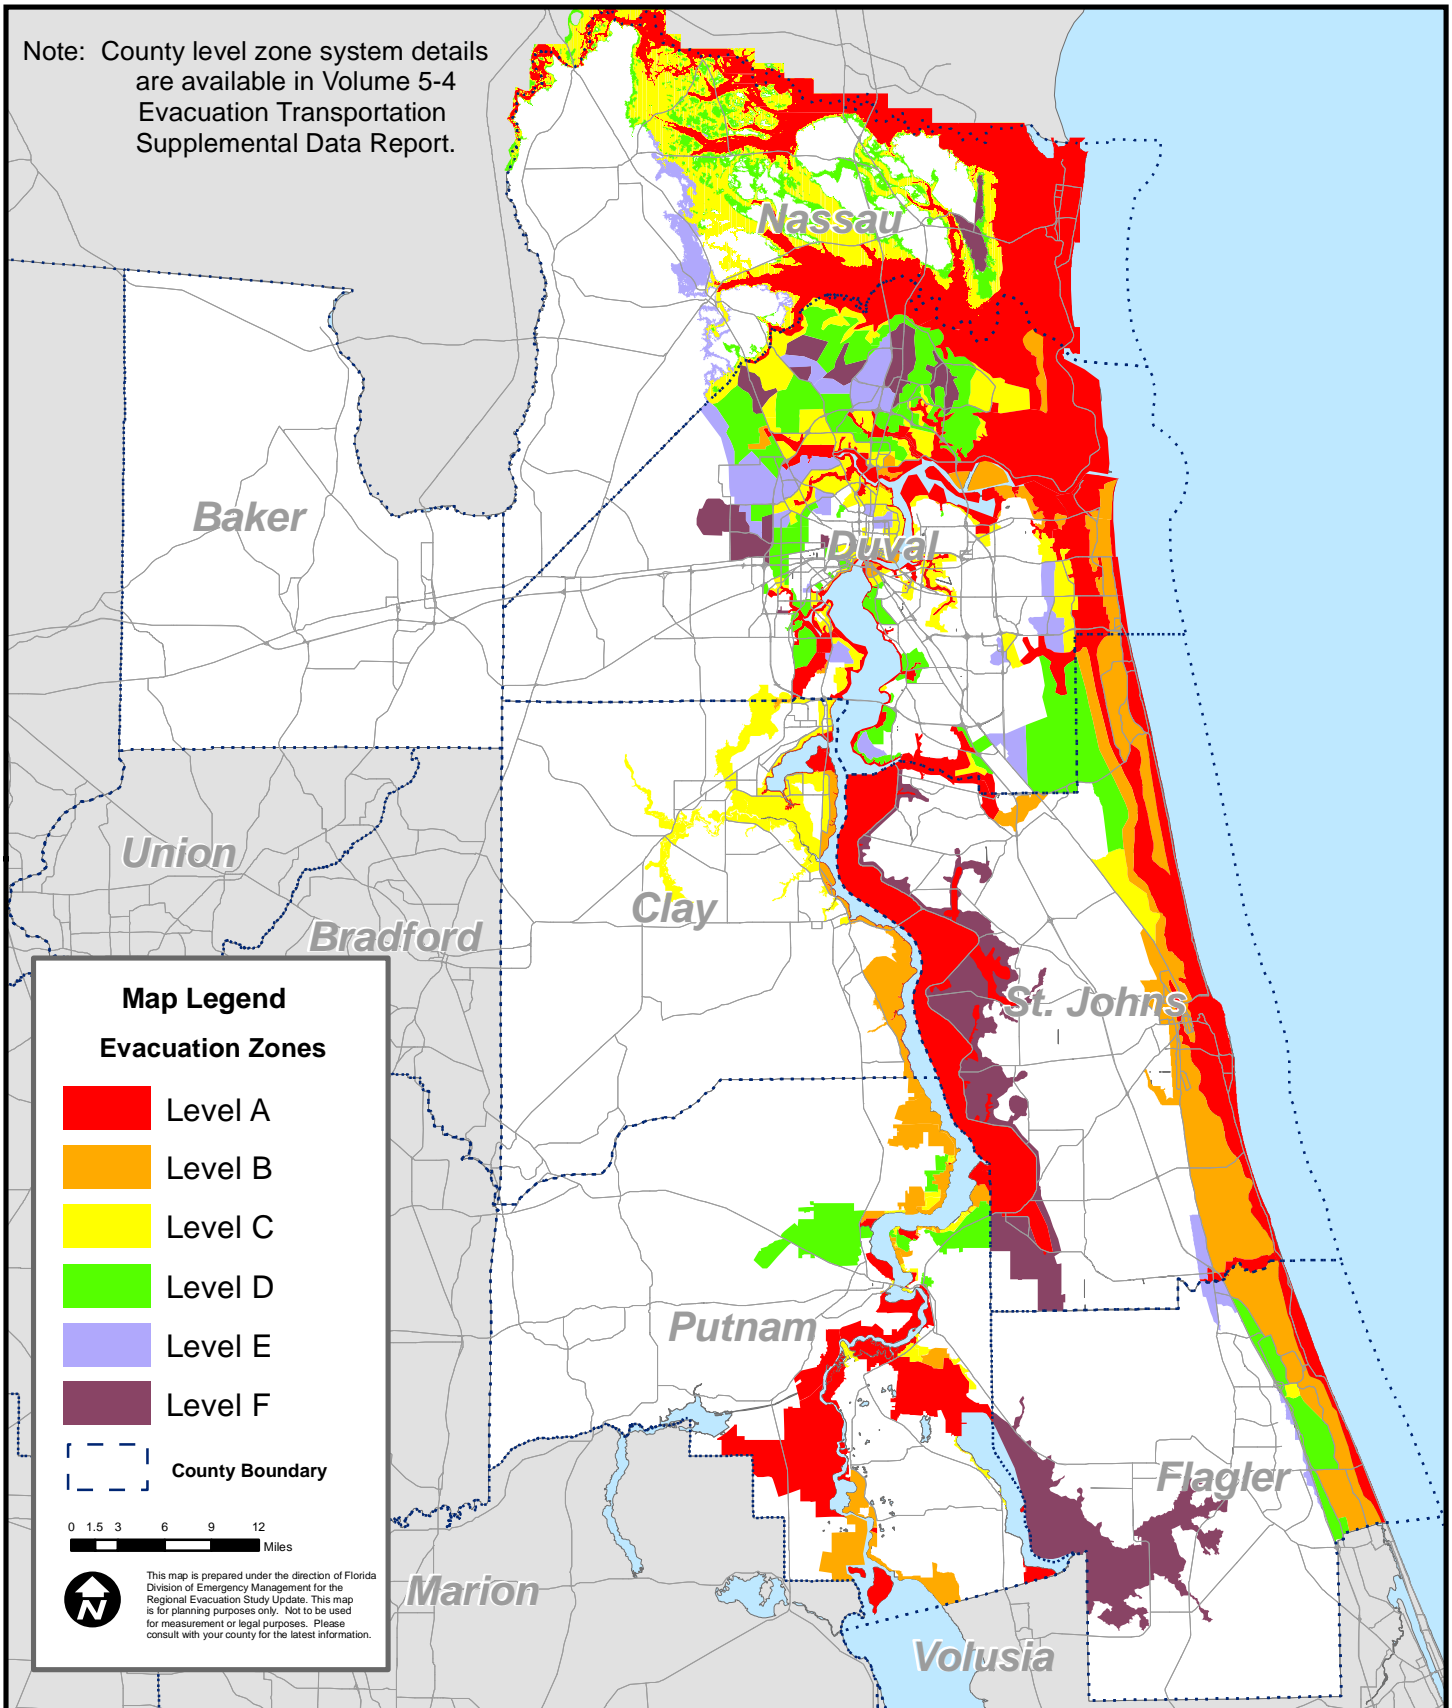 Note: County level zone system details
are available in Volume 5-4
Evacuation Transportation
Supplemental Data Report.
Nassau
Baker
Duval
Union
Clay
Bradford
St. Johns
Putnam
Flagler
Marion
Volusia
Map Legend
Evacuation Zones
Level A
Level B
Level C
Level D
Level E
Level F
County Boundary
0 1.5 3 6 9 12
Miles
N
This map is prepared under the direction of Florida
Division of Emergency Management for the
Regional Evacuation Study Update. This map
is for planning purposes only. Not to be used
for measurement or legal purposes. Please
consult with your county for the latest information.